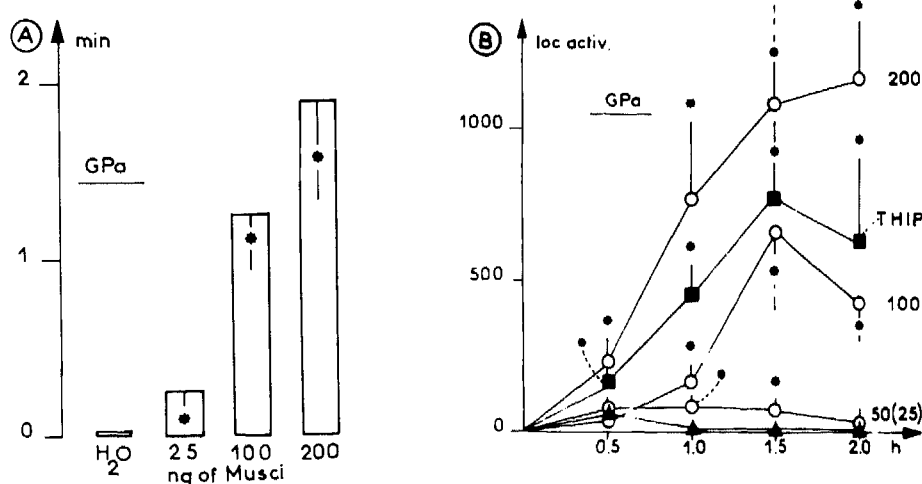 A
min
2
GPa
1
0
H2O 25 100 200
ng of Musci
B
loc activ.
GPa
200
1000
THIP
500
100
50(25)
0
0.5 1.0 1.5 2.0 h